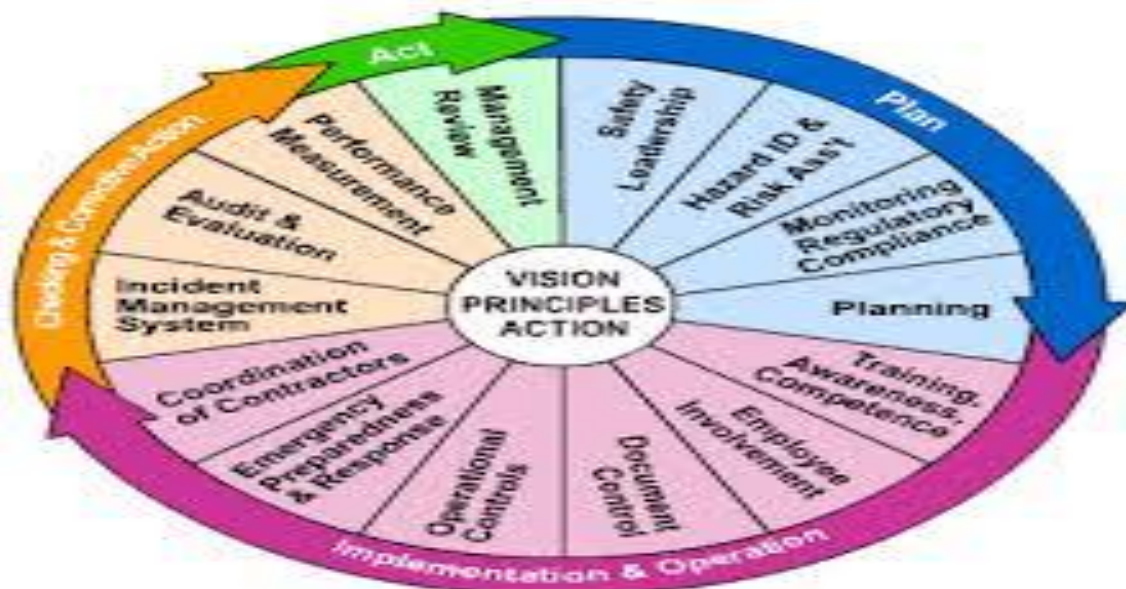 Act
Plan
Implementation & Operation
Checking & Corrective Action
VISION
PRINCIPLES
ACTION
Safety
Leadership
Hazard ID &
Risk Ass't
Monitoring
Regulatory
Compliance
Planning
Training,
Awareness,
Competence
Employee
Involvement
Document
Control
Operational
Controls
Emergency
Preparedness
& Response
Coordination
of Contractors
Incident
Management
System
Audit &
Evaluation
Performance
Measurement
Management
Review